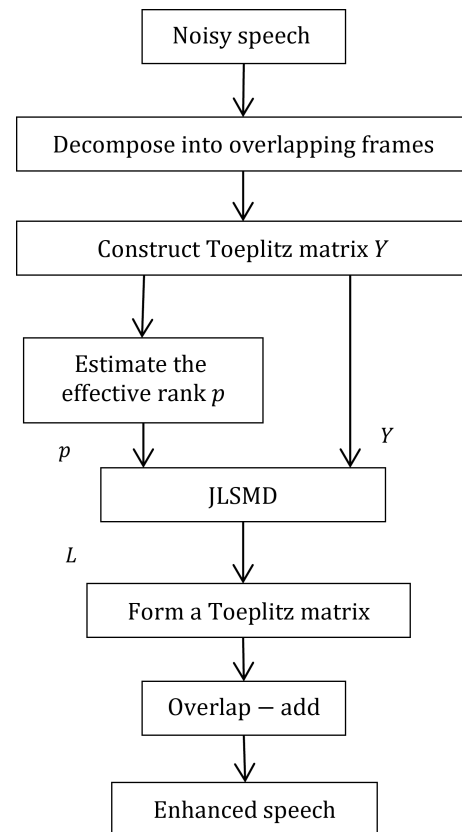 Noisy speech
Decompose into overlapping frames
Construct Toeplitz matrix Y
Estimate the
effective rank p
p
Y
JLSMD
L
Form a Toeplitz matrix
Overlap − add
Enhanced speech